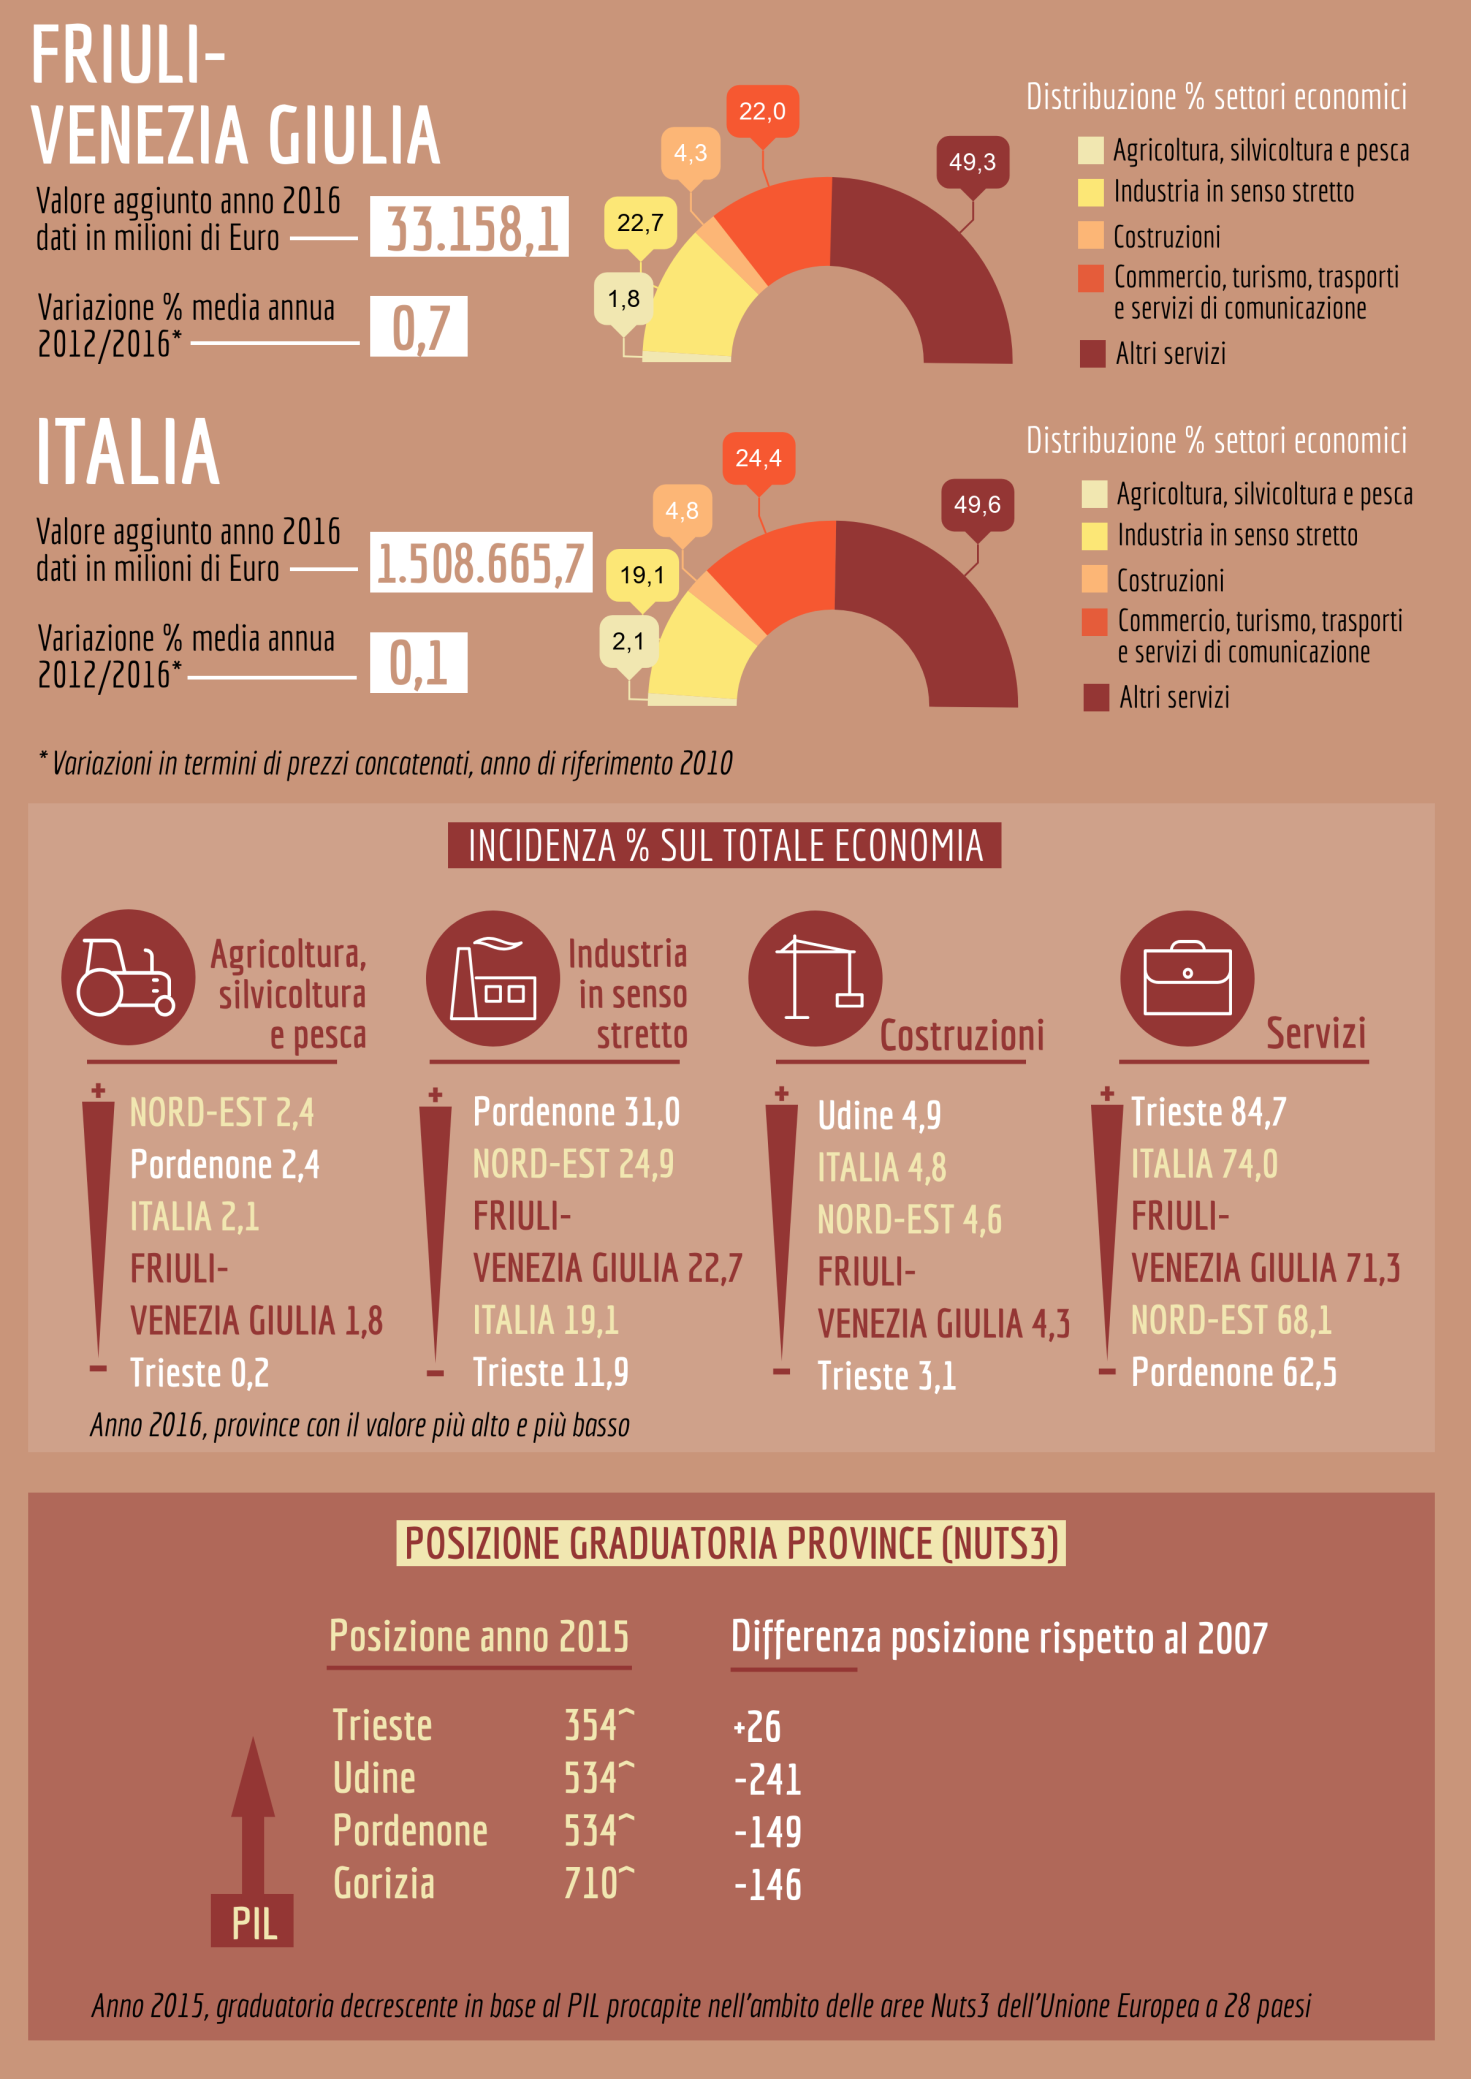 FRIULI-
VENEZIA GIULIA
Valore aggiunto anno 2016
dati in milioni di Euro
33.158,1
Variazione % media annua
2012/2016*
0,7
22,0
4,3
49,3
22,7
1,8
Distribuzione % settori economici
Agricoltura, silvicoltura e pesca
Industria in senso stretto
Costruzioni
Commercio, turismo, trasporti
e servizi di comunicazione
Altri servizi
ITALIA
Valore aggiunto anno 2016
dati in milioni di Euro
1.508.665,7
Variazione % media annua
2012/2016*
0,1
24,4
4,8
49,6
19,1
2,1
Distribuzione % settori economici
Agricoltura, silvicoltura e pesca
Industria in senso stretto
Costruzioni
Commercio, turismo, trasporti
e servizi di comunicazione
Altri servizi
* Variazioni in termini di prezzi concatenati, anno di riferimento 2010
INCIDENZA % SUL TOTALE ECONOMIA
Agricoltura,
silvicoltura
e pesca
+
NORD-EST 2,4
Pordenone 2,4
ITALIA 2,1
FRIULI-
VENEZIA GIULIA 1,8
- Trieste 0,2
Industria
in senso
stretto
+
Pordenone 31,0
NORD-EST 24,9
FRIULI-
VENEZIA GIULIA 22,7
ITALIA 19,1
- Trieste 11,9
Costruzioni
+
Udine 4,9
ITALIA 4,8
NORD-EST 4,6
FRIULI-
VENEZIA GIULIA 4,3
- Trieste 3,1
Servizi
+
Trieste 84,7
ITALIA 74,0
FRIULI-
VENEZIA GIULIA 71,3
NORD-EST 68,1
- Pordenone 62,5
Anno 2016, province con il valore più alto e più basso
POSIZIONE GRADUATORIA PROVINCE (NUTS3)
Posizione anno 2015 Differenza posizione rispetto al 2007
Trieste 354^ +26
Udine 534^ -241
Pordenone 534^ -149
Gorizia 710^ -146
PIL
Anno 2015, graduatoria decrescente in base al PIL procapite nell'ambito delle aree Nuts3 dell'Unione Europea a 28 paesi